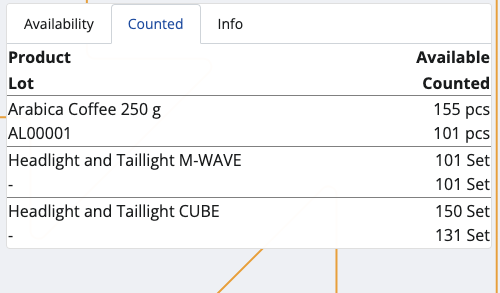 Availability Counted Info
Product Available
Lot Counted
Arabica Coffee 250 g 155 pcs
AL00001 101 pcs
Headlight and Taillight M-WAVE 101 Set
- 101 Set
Headlight and Taillight CUBE 150 Set
- 131 Set